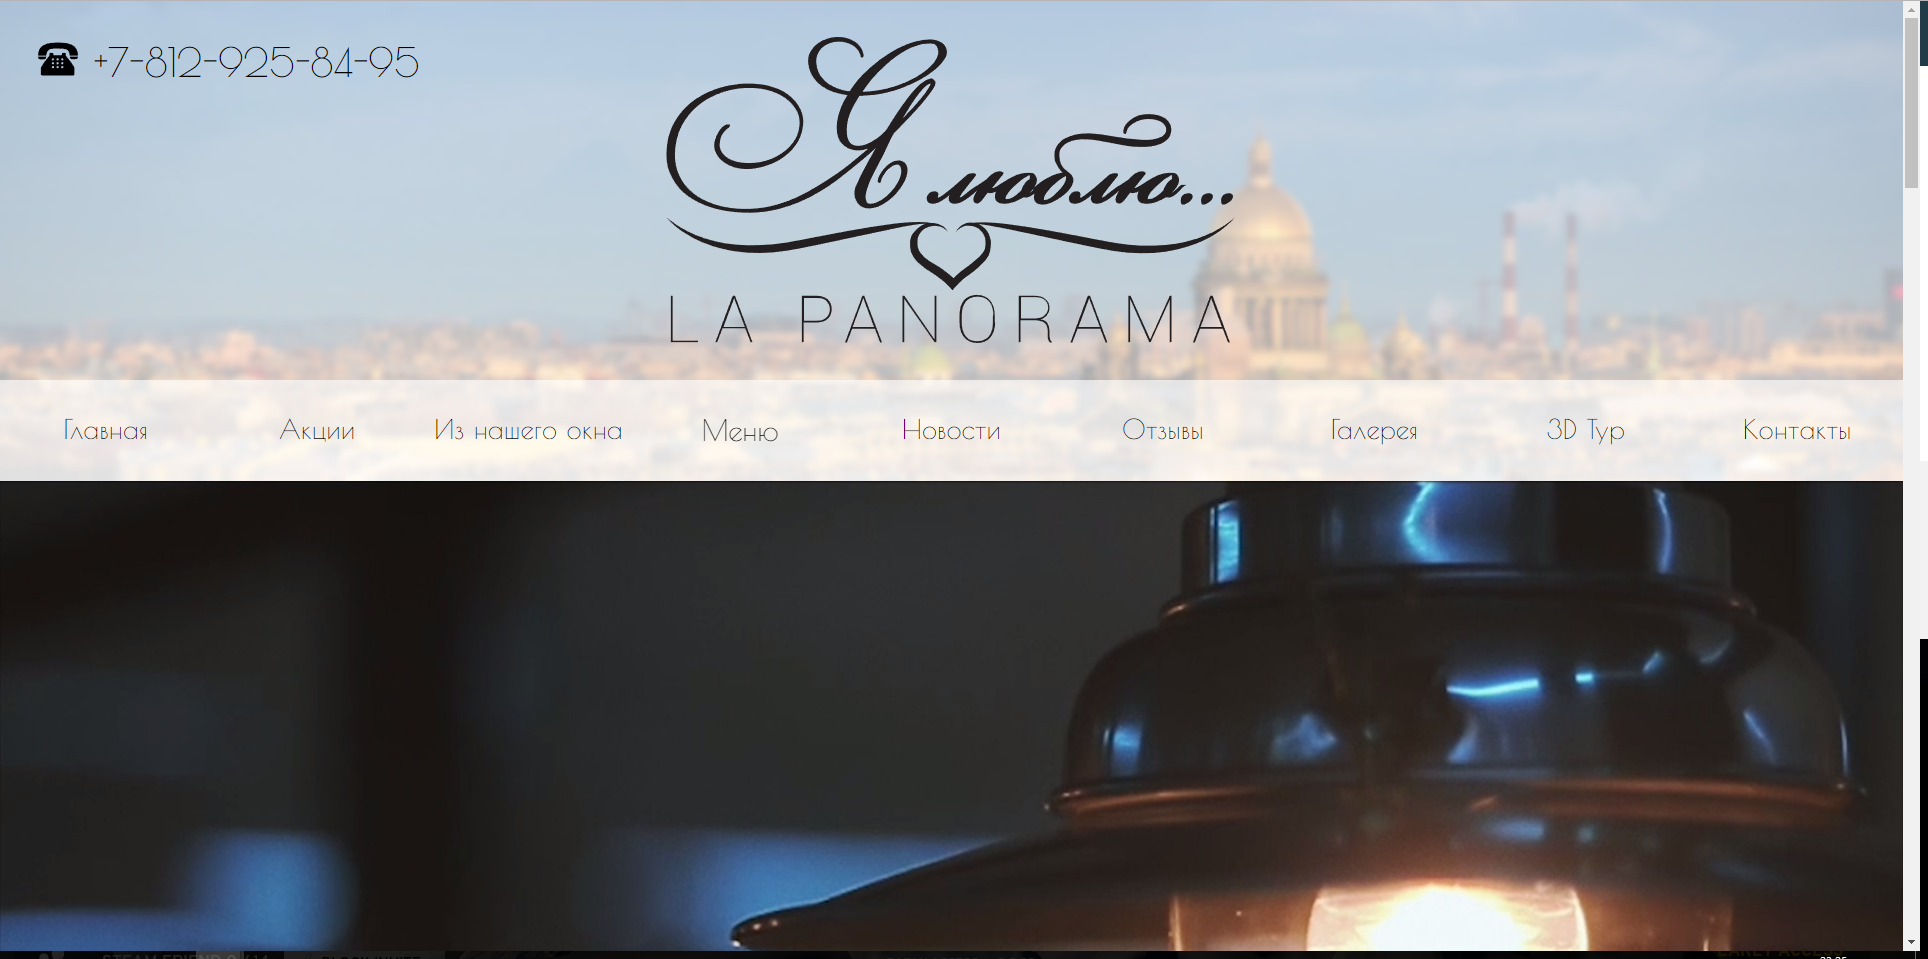 +7-812-925-84-95
Я люблю...
LA PANORAMA
Главная Акции Из нашего окна Меню Новости Отзывы Галерея 3D Тур Контакты